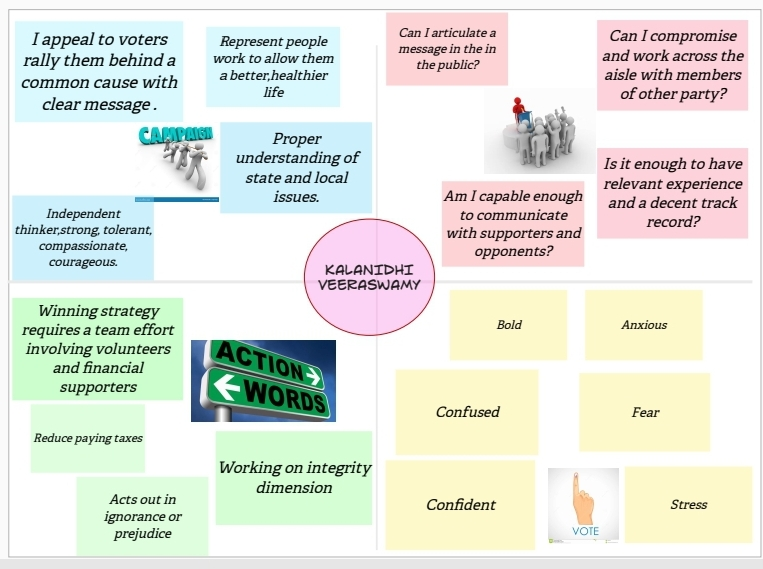 I appeal to voters
rally them behind a
common cause with
clear message .
Represent people
work to allow them
a better,healthier
life
CAMPAIGN
Proper
understanding of
state and local
issues.
Independent
thinker,strong, tolerant,
compassionate,
courageous.
Can I articulate a
message in the in
the public?
Can I compromise
and work across the
aisle with members
of other party?
Am I capable enough
to communicate
with supporters and
opponents?
Is it enough to have
relevant experience
and a decent track
record?
KALANIDHI
VEERASWAMY
Winning strategy
requires a team effort
involving volunteers
and financial
supporters
ACTION
WORDS
Reduce paying taxes
Working on integrity
dimension
Acts out in
ignorance or
prejudice
Bold
Anxious
Confused
Fear
Confident
VOTE
Stress